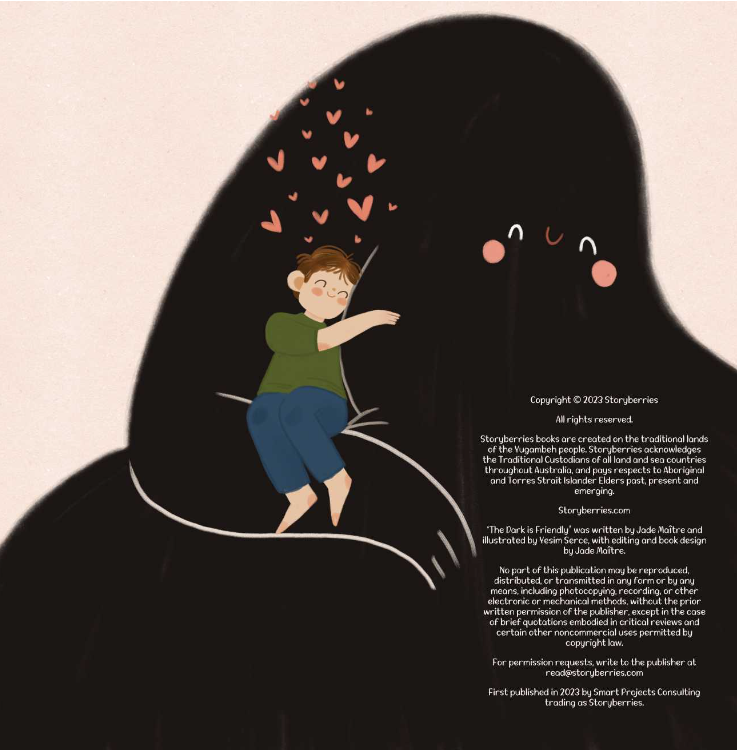 Copyright © 2023 Storyberries
All rights reserved.
Storyberries books are created on the traditional lands
of the Yugambeh people. Storyberries acknowledges
the Traditional Custodians of all land and sea countries
throughout Australia, and pays respects to Aboriginal
and Torres Strait Islander Elders past, present and
emerging.
Storyberries.com
'The Dark is Friendly' was written by Jade Maître and
illustrated by Yesim Serce, with editing and book design
by Jade Maître.
No part of this publication may be reproduced,
distributed, or transmitted in any form or by any
means, including photocopying, recording, or other
electronic or mechanical methods, without the prior
written permission of the publisher, except in the case
of brief quotations embodied in critical reviews and
certain other noncommercial uses permitted by
copyright law.
For permission requests, write to the publisher at
read@storyberries.com
First published in 2023 by Smart Projects Consulting
trading as Storyberries.